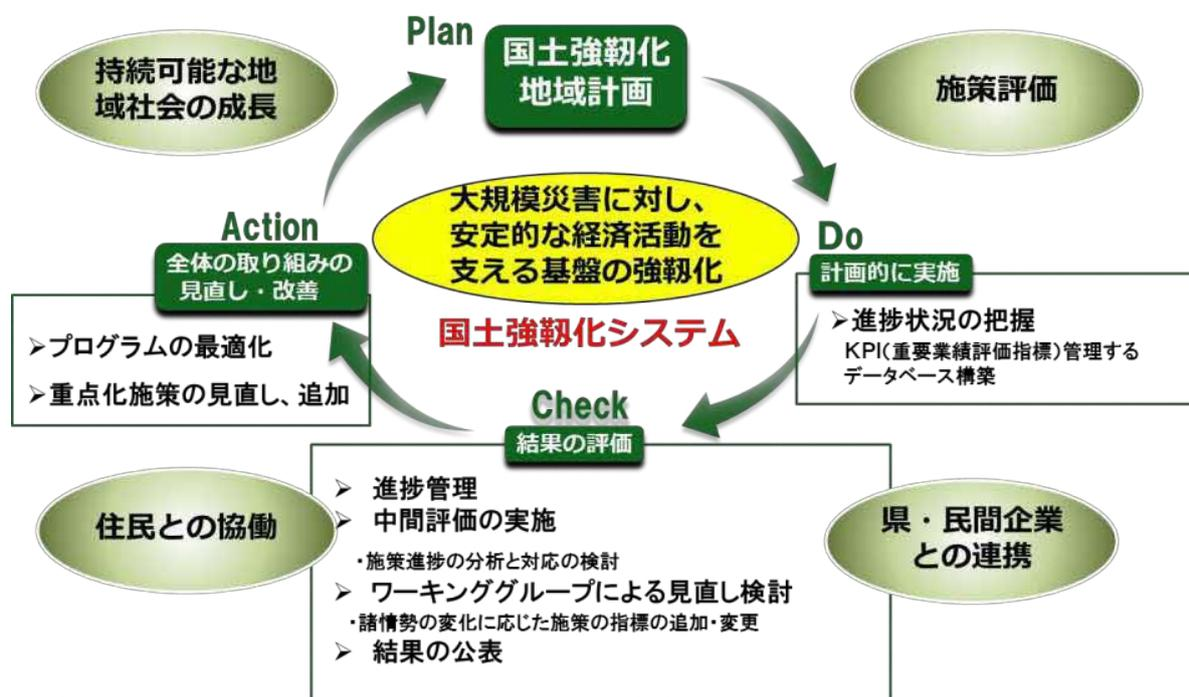 Plan
国土強靱化
地域計画
持続可能な地
域社会の成長
施策評価
大規模災害に対し、
安定的な経済活動を
支える基盤の強靱化
国土強靱化システム
Do
計画的に実施
➢進捗状況の把握
KPI(重要業績評価指標)管理する
データベース構築
Check
結果の評価
➢ 進捗管理
➢ 中間評価の実施
・施策進捗の分析と対応の検討
➢ ワーキンググループによる見直し検討
・諸情勢の変化に応じた施策の指標の追加・変更
➢ 結果の公表
Action
全体の取り組みの
見直し・改善
➢プログラムの最適化
➢重点化施策の見直し、追加
住民との協働
県・民間企業
との連携